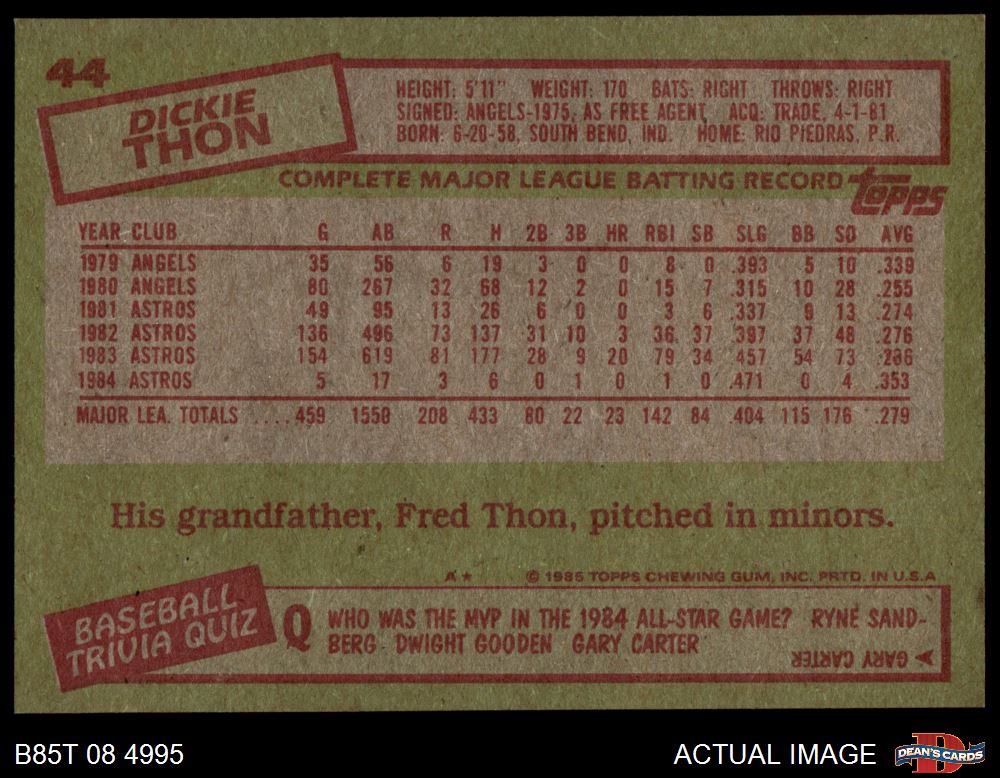 44
DICKIE
THON
HEIGHT: 5'11" WEIGHT: 170 BATS: RIGHT THROWS: RIGHT
SIGNED: ANGELS-1975, AS FREE AGENT, ACQ: TRADE, 4-1-81
BORN: 6-20-58, SOUTH BEND, IND. HOME: RIO PIEDRAS, P.R.
COMPLETE MAJOR LEAGUE BATTING RECORD topps
YEAR CLUB G AB R H 2B 3B HR RBI SB SLG BB SO AVG
1979 ANGELS 35 56 6 19 3 0 0 8 0 .393 5 10 .339
1980 ANGELS 80 267 32 68 12 2 0 15 7 .315 10 28 .255
1981 ASTROS 49 95 13 26 6 0 0 3 6 .337 9 13 .274
1982 ASTROS 136 496 73 137 31 10 3 36 37 .397 37 48 .276
1983 ASTROS 154 619 81 177 28 9 20 79 34 .457 54 73 .286
1984 ASTROS 5 17 3 6 0 1 0 1 0 .471 0 4 .353
MAJOR LEA. TOTALS ....459 1550 208 433 80 22 23 142 84 .404 115 176 .279
His grandfather, Fred Thon, pitched in minors.
A* © 1985 TOPPS CHEWING GUM, INC. PRTD. IN U.S.A
BASEBALL
TRIVIA QUIZ
Q WHO WAS THE MVP IN THE 1984 ALL-STAR GAME? RYNE SAND-
BERG DWIGHT GOODEN GARY CARTER
GARY CARTER
B85T 08 4995
ACTUAL IMAGE
DEAN'S CARDS